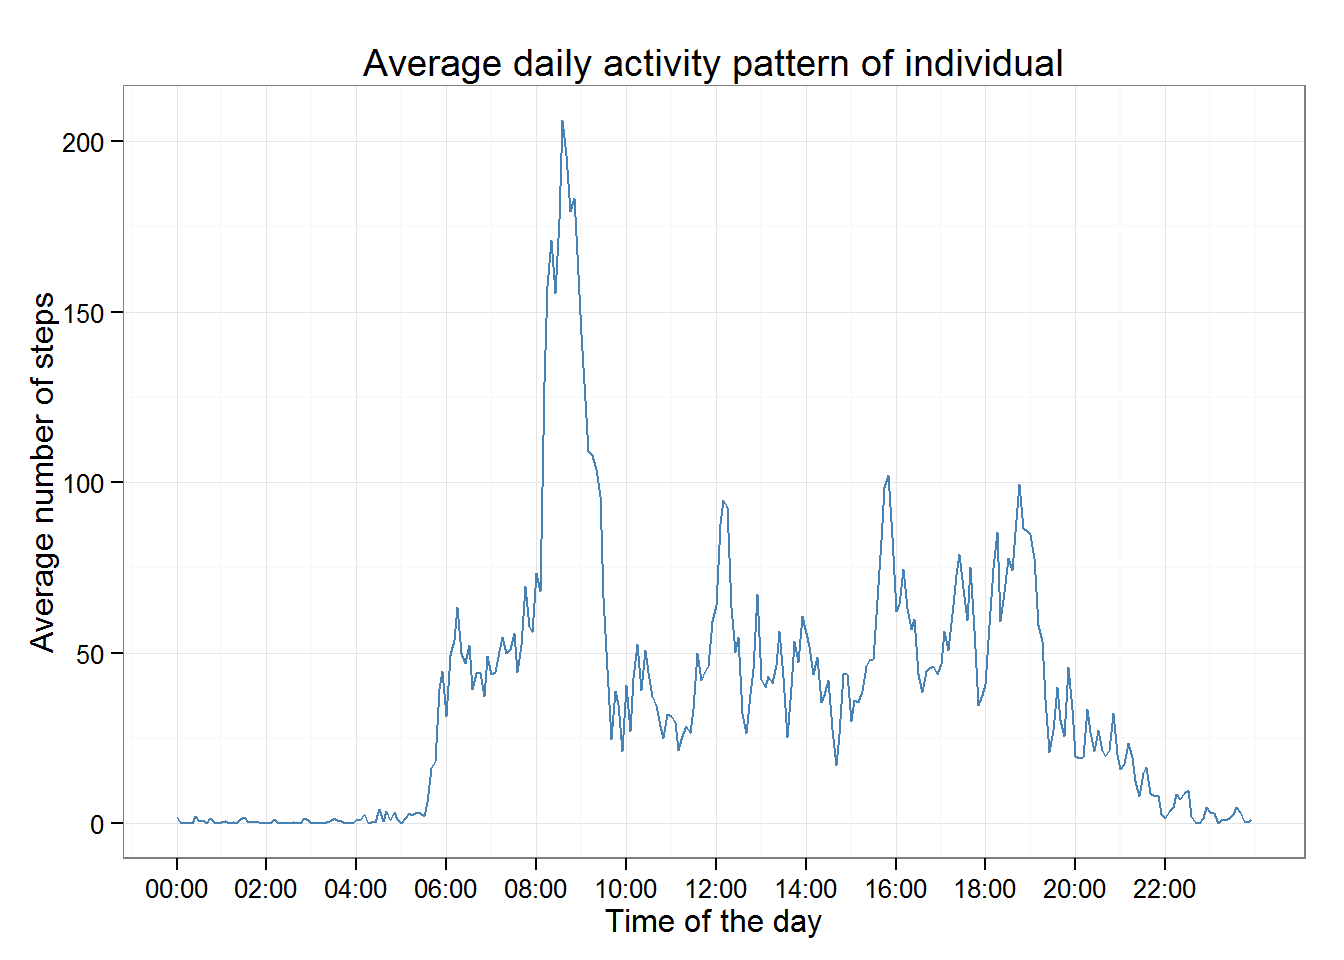 Average daily activity pattern of individual
Average number of steps
200
150
100
50
0
00:00 02:00 04:00 06:00 08:00 10:00 12:00 14:00 16:00 18:00 20:00 22:00
Time of the day